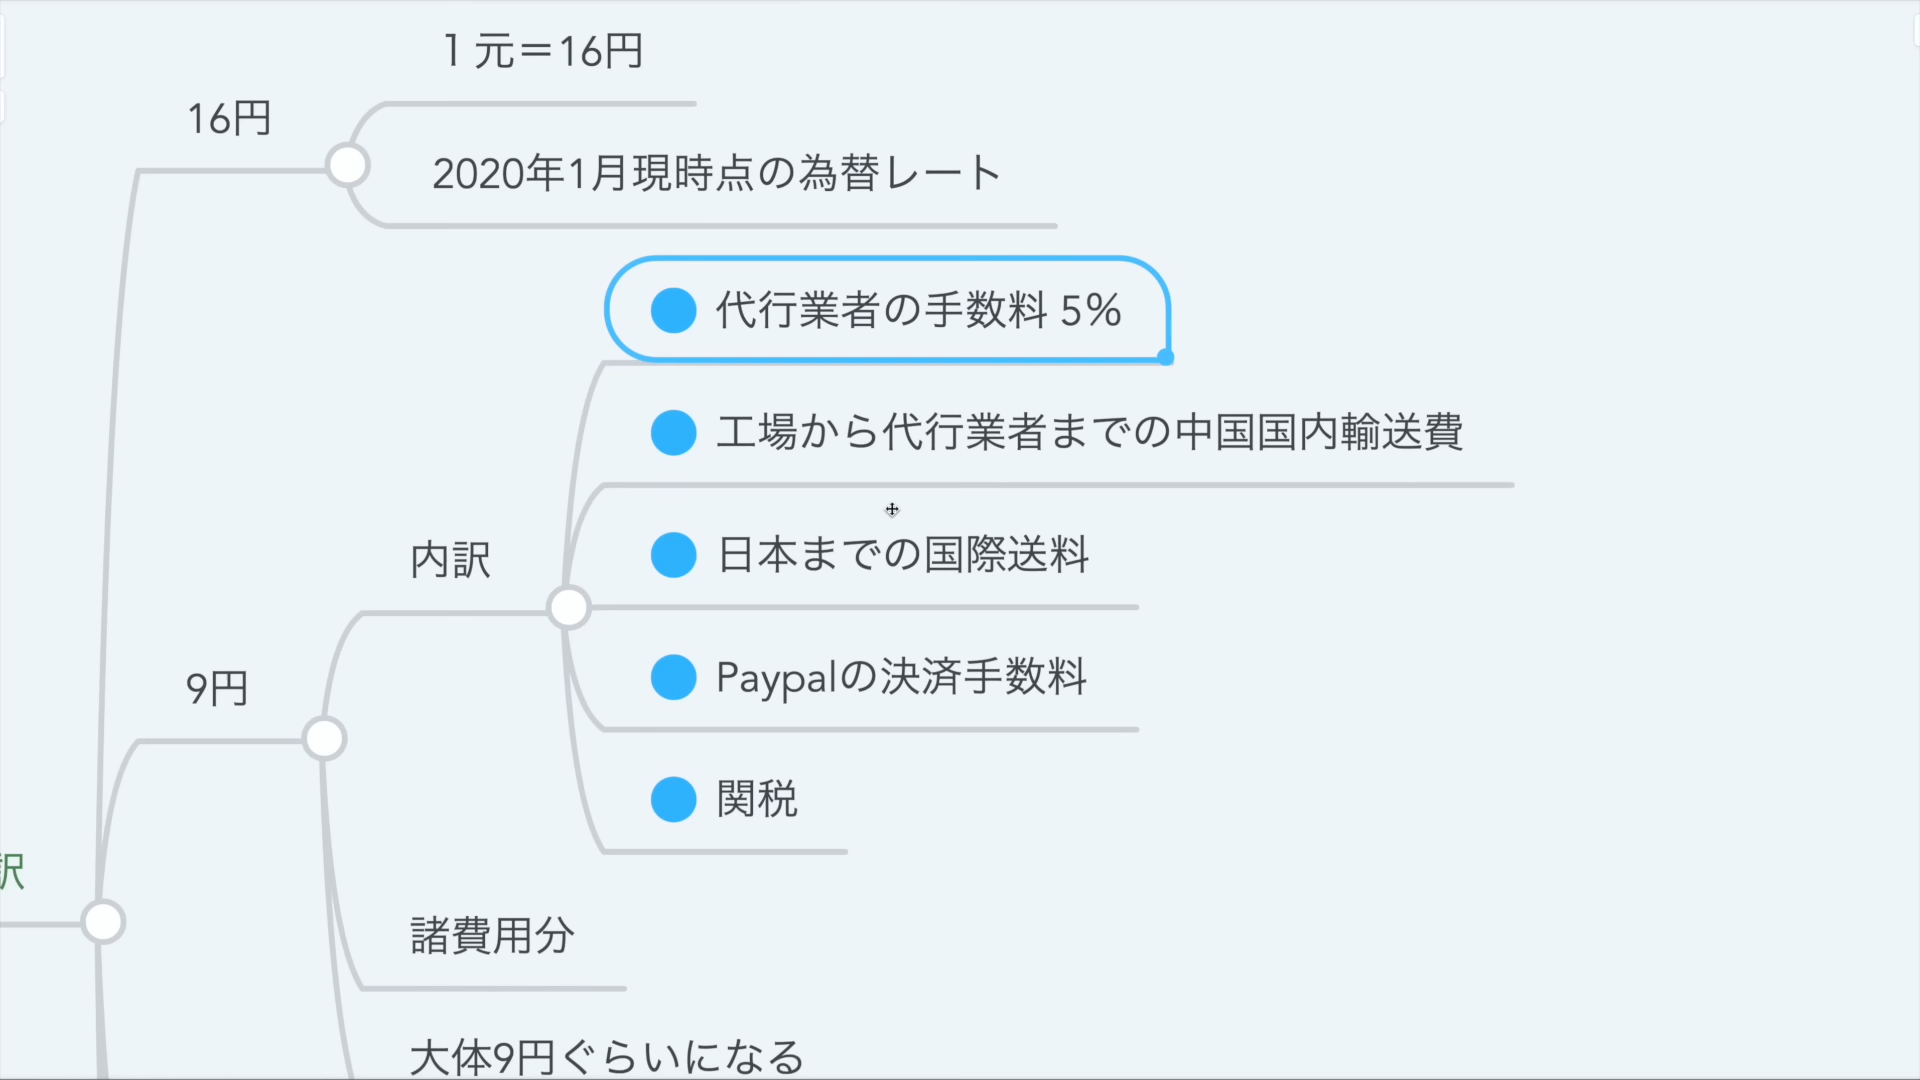 １元＝16円
16円
2020年1月現時点の為替レート
代行業者の手数料 5%
工場から代行業者までの中国国内輸送費
日本までの国際送料
内訳
Paypalの決済手数料
9円
関税
訳
諸費用分
大体9円ぐらいになる